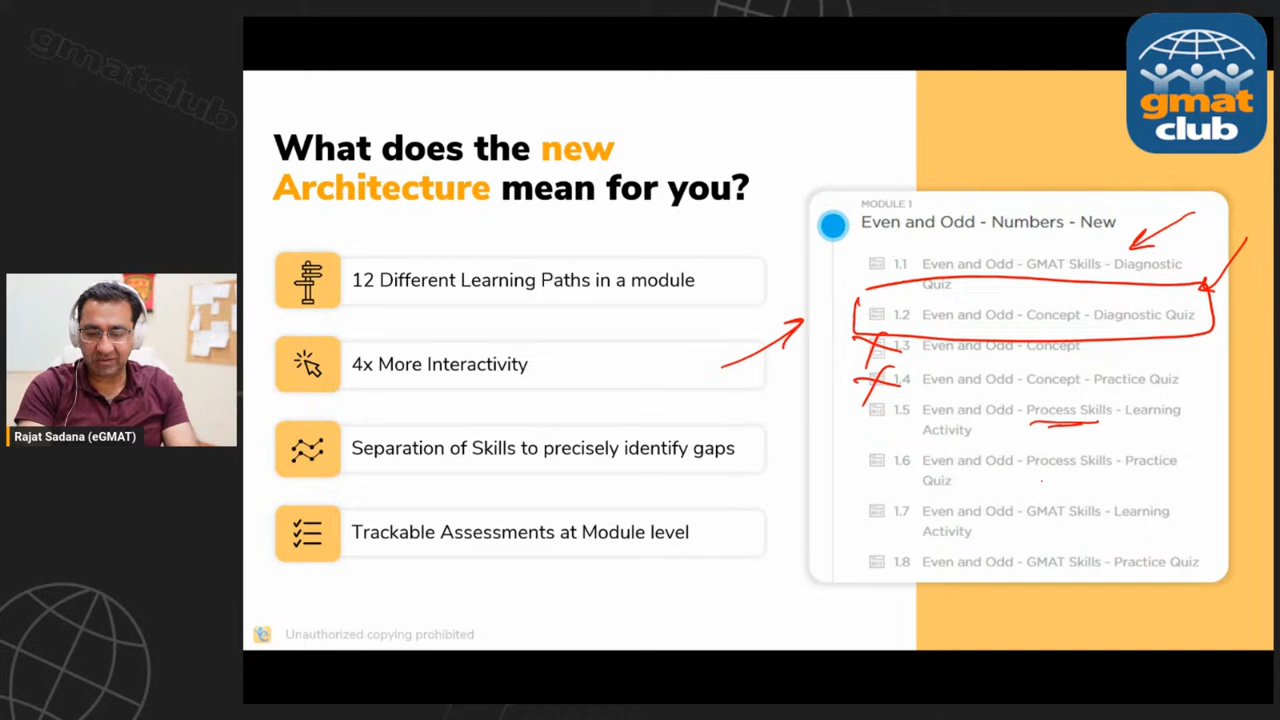 gmatclub
gmat
club
What does the new
Architecture mean for you?
12 Different Learning Paths in a module
4x More Interactivity
Separation of Skills to precisely identify gaps
Trackable Assessments at Module level
Unauthorized copying prohibited
MODULE 1
Even and Odd - Numbers - New
1.1 Even and Odd - GMAT Skills - Diagnostic
Quiz
1.2 Even and Odd - Concept - Diagnostic Quiz
1.3 Even and Odd - Concept
1.4 Even and Odd - Concept - Practice Quiz
1.5 Even and Odd - Process Skills - Learning
Activity
1.6 Even and Odd - Process Skills - Practice
Quiz
1.7 Even and Odd - GMAT Skills - Learning
Activity
1.8 Even and Odd - GMAT Skills - Practice Quiz
Rajat Sadana (eGMAT)